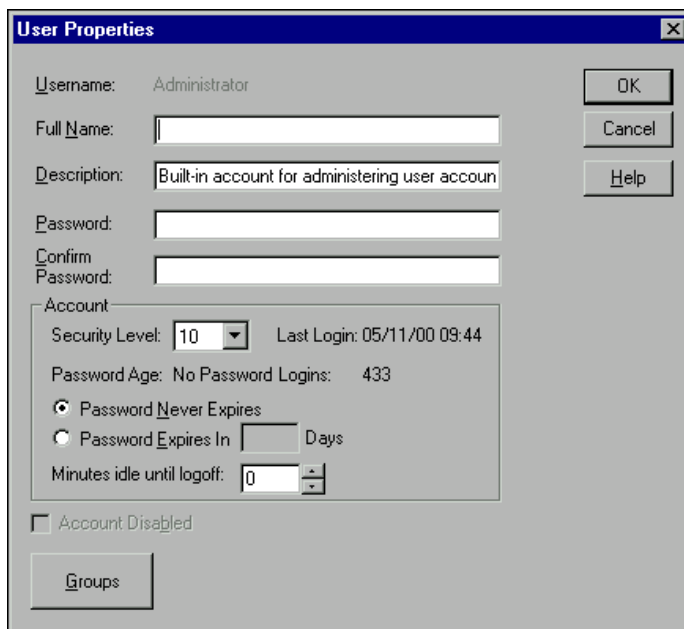 User Properties
Username: Administrator
OK
Full Name:
Cancel
Description: Built-in account for administering user accoun
Help
Password:
Confirm
Password:
Account
Security Level: 10 Last Login: 05/11/00 09:44
Password Age: No Password Logins: 433
Password Never Expires
Password Expires In Days
Minutes idle until logoff: 0
Account Disabled
Groups